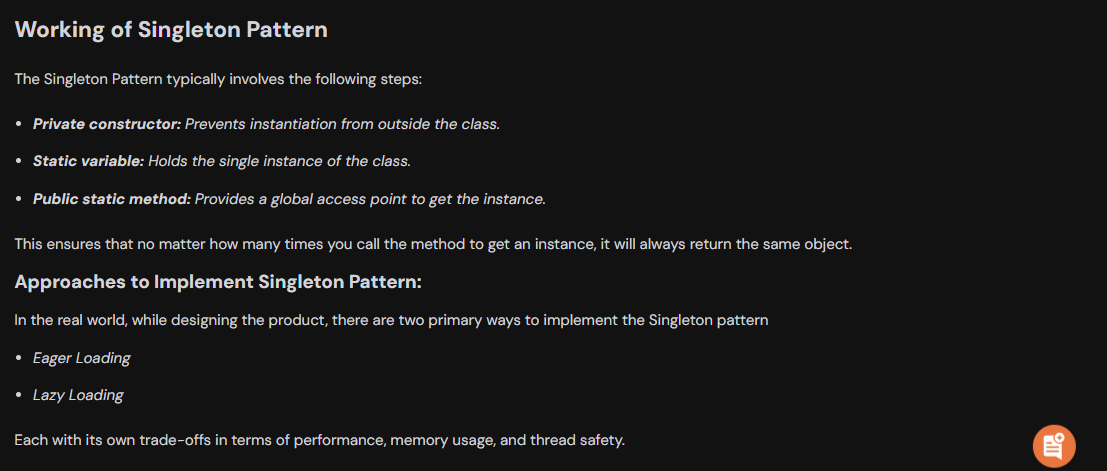 Working of Singleton Pattern
The Singleton Pattern typically involves the following steps:
• Private constructor: Prevents instantiation from outside the class.
• Static variable: Holds the single instance of the class.
• Public static method: Provides a global access point to get the instance.
This ensures that no matter how many times you call the method to get an instance, it will always return the same object.
Approaches to Implement Singleton Pattern:
In the real world, while designing the product, there are two primary ways to implement the Singleton pattern
• Eager Loading
• Lazy Loading
Each with its own trade-offs in terms of performance, memory usage, and thread safety.